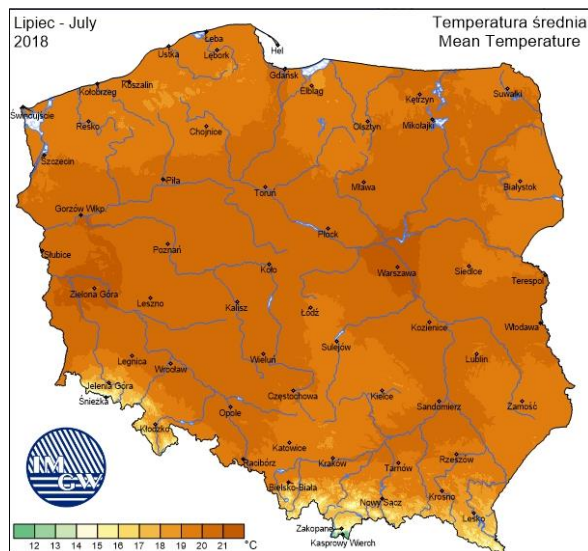 Lipiec - July
2018
Temperatura średnia
Mean Temperature
Łeba
Ustka
Lębork
Hel
Gdańsk
Koszalin
Kołobrzeg
Elbląg
Kętrzyn
Suwałki
Świnoujście
Resko
Chojnice
Olsztyn
Mikołajki
Szczecin
Piła
Toruń
Mława
Białystok
Gorzów Wlkp.
Płock
Słubice
Poznań
Koło
Warszawa
Siedlce
Terespol
Zielona Góra
Leszno
Kalisz
Łódź
Kozienice
Włodawa
Sulejów
Legnica
Wrocław
Wieluń
Lublin
Jelenia Góra
Śnieżka
Częstochowa
Kielce
Opole
Sandomierz
Zamość
Kłodzko
Katowice
Racibórz
Kraków
Tarnów
Rzeszów
Bielsko-Biała
Nowy Sącz
Krosno
Lesko
Zakopane
Kasprowy Wierch
IM
GW
12 13 14 15 16 17 18 19 20 21 °C